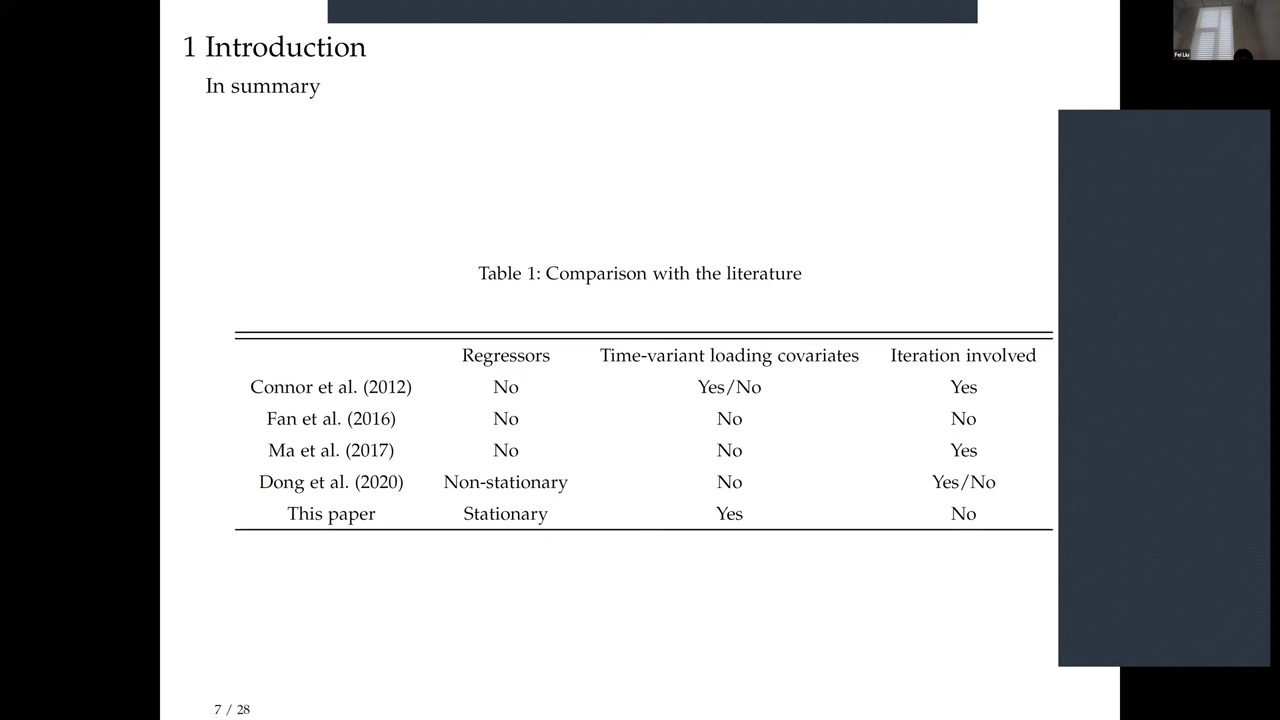 1 Introduction
In summary
Fei Liu
Table 1: Comparison with the literature
Regressors Time-variant loading covariates Iteration involved
Connor et al. (2012) No Yes/No Yes
Fan et al. (2016) No No No
Ma et al. (2017) No No Yes
Dong et al. (2020) Non-stationary No Yes/No
This paper Stationary Yes No
7 / 28